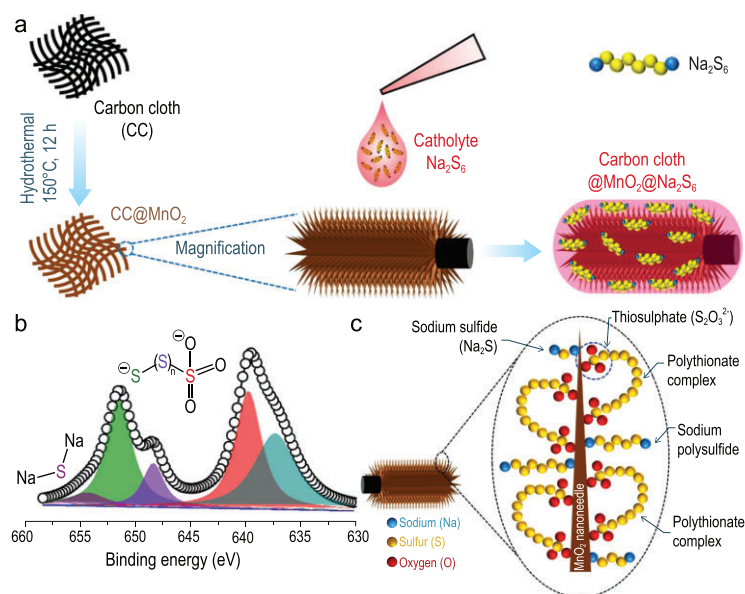 a
Carbon cloth
(CC)
Hydrothermal
150°C, 12 h
CC@MnO₂
Magnification
Catholyte
Na₂S₆
Na₂S₆
Carbon cloth
@MnO₂@Na₂S₆
b
Na
Na
S
⊖
S
(S)n
S
⊖
O
O
O
660 655 650 645 640 635 630
Binding energy (eV)
c
Sodium sulfide
(Na₂S)
Thiosulphate (S₂O₃²⁻)
Polythionate
complex
Sodium
polysulfide
Polythionate
complex
MnO₂ nanoneedle
Sodium (Na)
Sulfur (S)
Oxygen (O)